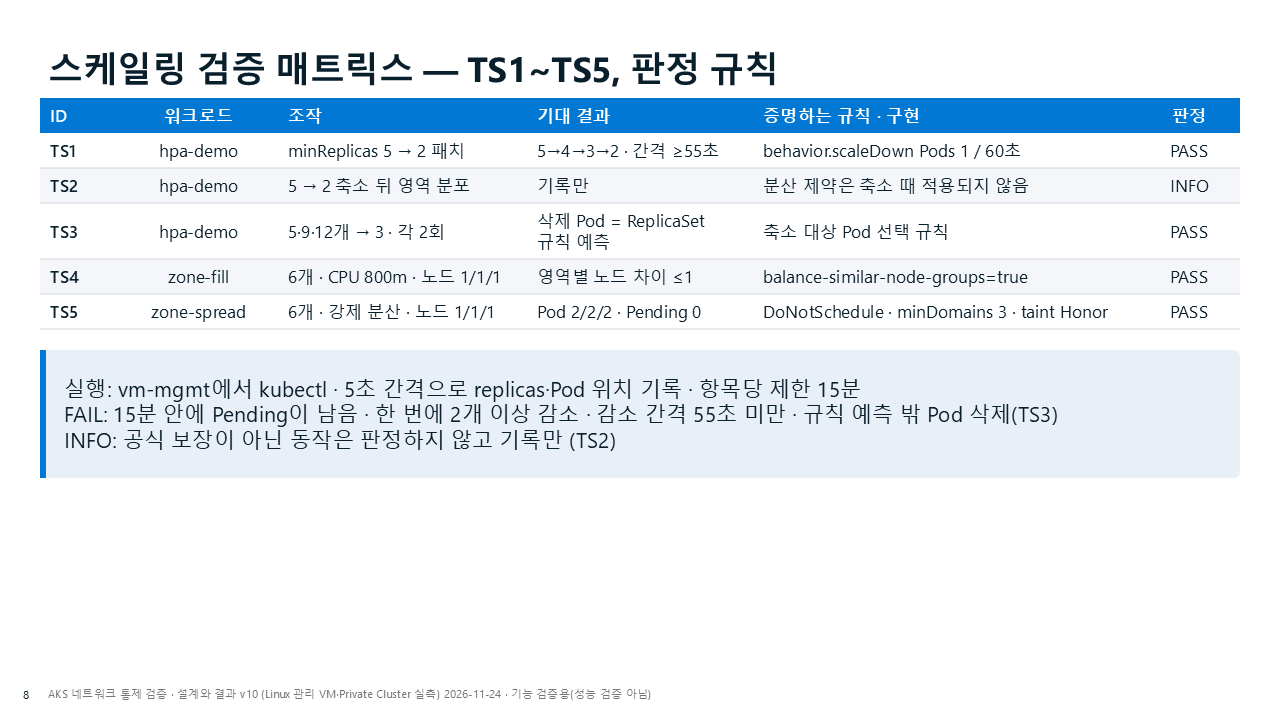 스케일링 검증 매트릭스 — TS1~TS5, 판정 규칙
ID 워크로드 조작 기대 결과 증명하는 규칙 · 구현 판정
TS1 hpa-demo minReplicas 5 → 2 패치 5→4→3→2 · 간격 ≥55초 behavior.scaleDown Pods 1 / 60초 PASS
TS2 hpa-demo 5 → 2 축소 뒤 영역 분포 기록만 분산 제약은 축소 때 적용되지 않음 INFO
TS3 hpa-demo 5·9·12개 → 3 · 각 2회 삭제 Pod = ReplicaSet 규칙 예측 축소 대상 Pod 선택 규칙 PASS
TS4 zone-fill 6개 · CPU 800m · 노드 1/1/1 영역별 노드 차이 ≤1 balance-similar-node-groups=true PASS
TS5 zone-spread 6개 · 강제 분산 · 노드 1/1/1 Pod 2/2/2 · Pending 0 DoNotSchedule · minDomains 3 · taint Honor PASS
실행: vm-mgmt에서 kubectl · 5초 간격으로 replicas·Pod 위치 기록 · 항목당 제한 15분
FAIL: 15분 안에 Pending이 남음 · 한 번에 2개 이상 감소 · 감소 간격 55초 미만 · 규칙 예측 밖 Pod 삭제(TS3)
INFO: 공식 보장이 아닌 동작은 판정하지 않고 기록만 (TS2)
8 AKS 네트워크 통제 검증 · 설계와 결과 v10 (Linux 관리 VM·Private Cluster 실측) 2026-11-24 · 기능 검증용(성능 검증 아님)